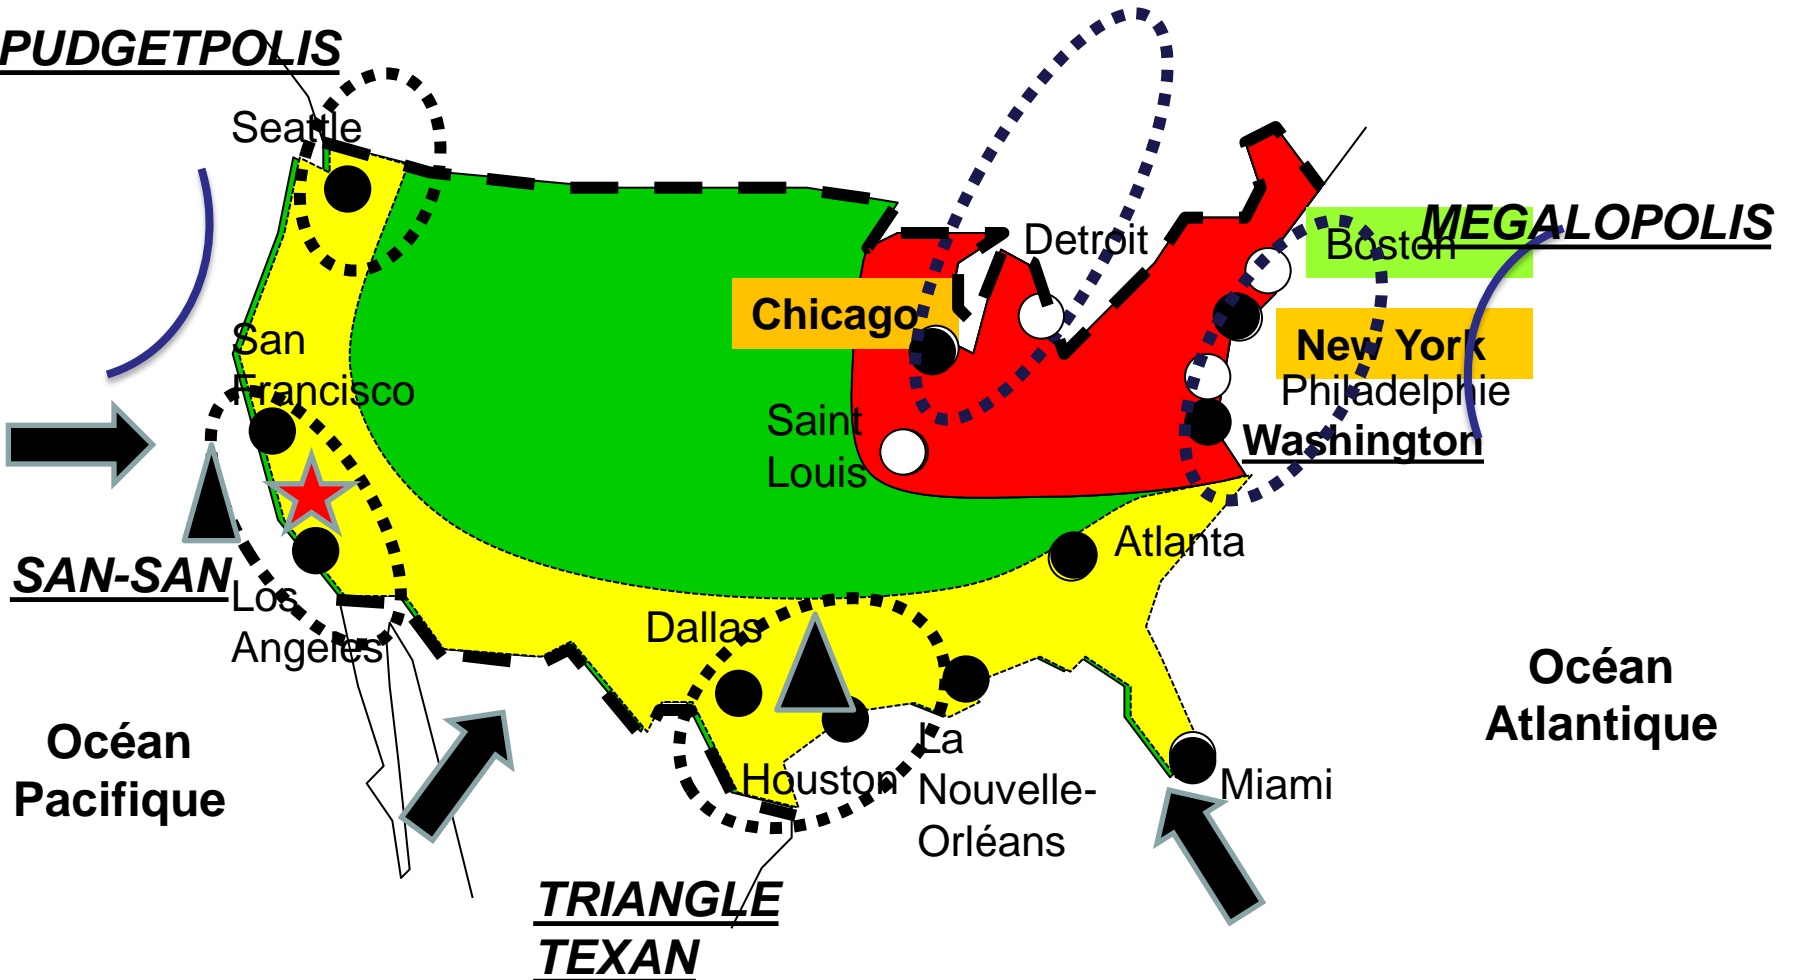 PUDGETPOLIS
Seattle
MEGALOPOLIS
Boston
Detroit
Chicago
New York
San
Francisco
Philadelphie
Saint
Louis
Washington
Atlanta
SAN-SAN
Los
Angeles
Dallas
Océan
Atlantique
Océan
Pacifique
La
Nouvelle-
Orléans
Houston
Miami
TRIANGLE
TEXAN